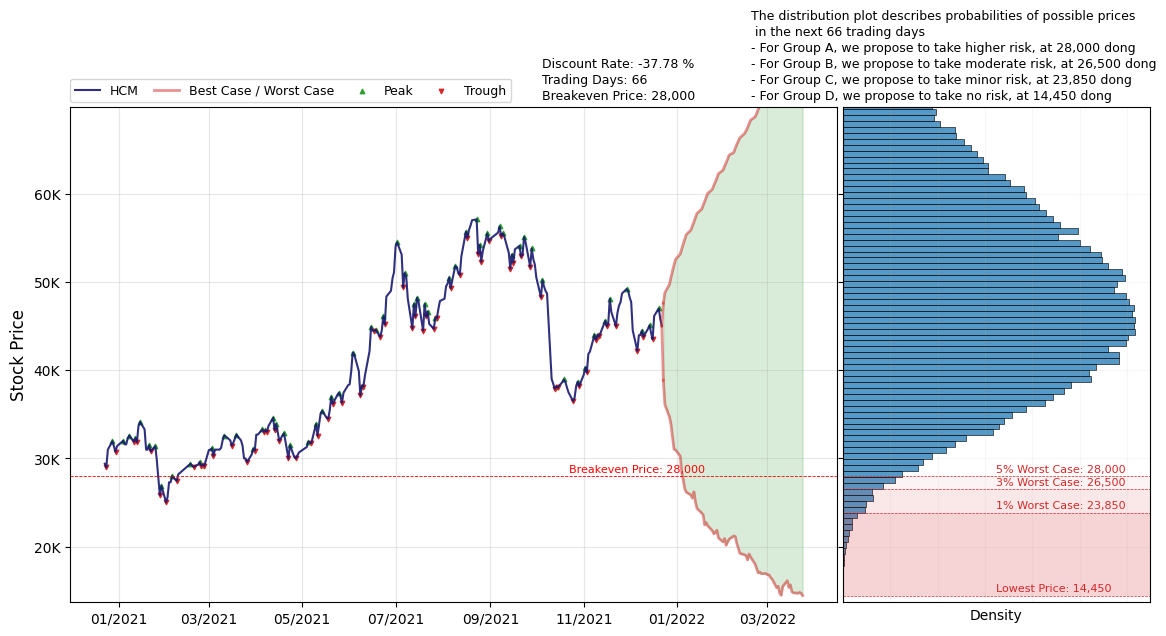 The distribution plot describes probabilities of possible prices
in the next 66 trading days
- For Group A, we propose to take higher risk, at 28,000 dong
- For Group B, we propose to take moderate risk, at 26,500 dong
- For Group C, we propose to take minor risk, at 23,850 dong
- For Group D, we propose to take no risk, at 14,450 dong
Discount Rate: -37.78 %
Trading Days: 66
Breakeven Price: 28,000
HCM
Best Case / Worst Case
Peak
Trough
Stock Price
60K
50K
40K
30K
20K
Breakeven Price: 28,000
5% Worst Case: 28,000
3% Worst Case: 26,500
1% Worst Case: 23,850
Lowest Price: 14,450
01/2021
03/2021
05/2021
07/2021
09/2021
11/2021
01/2022
03/2022
Density